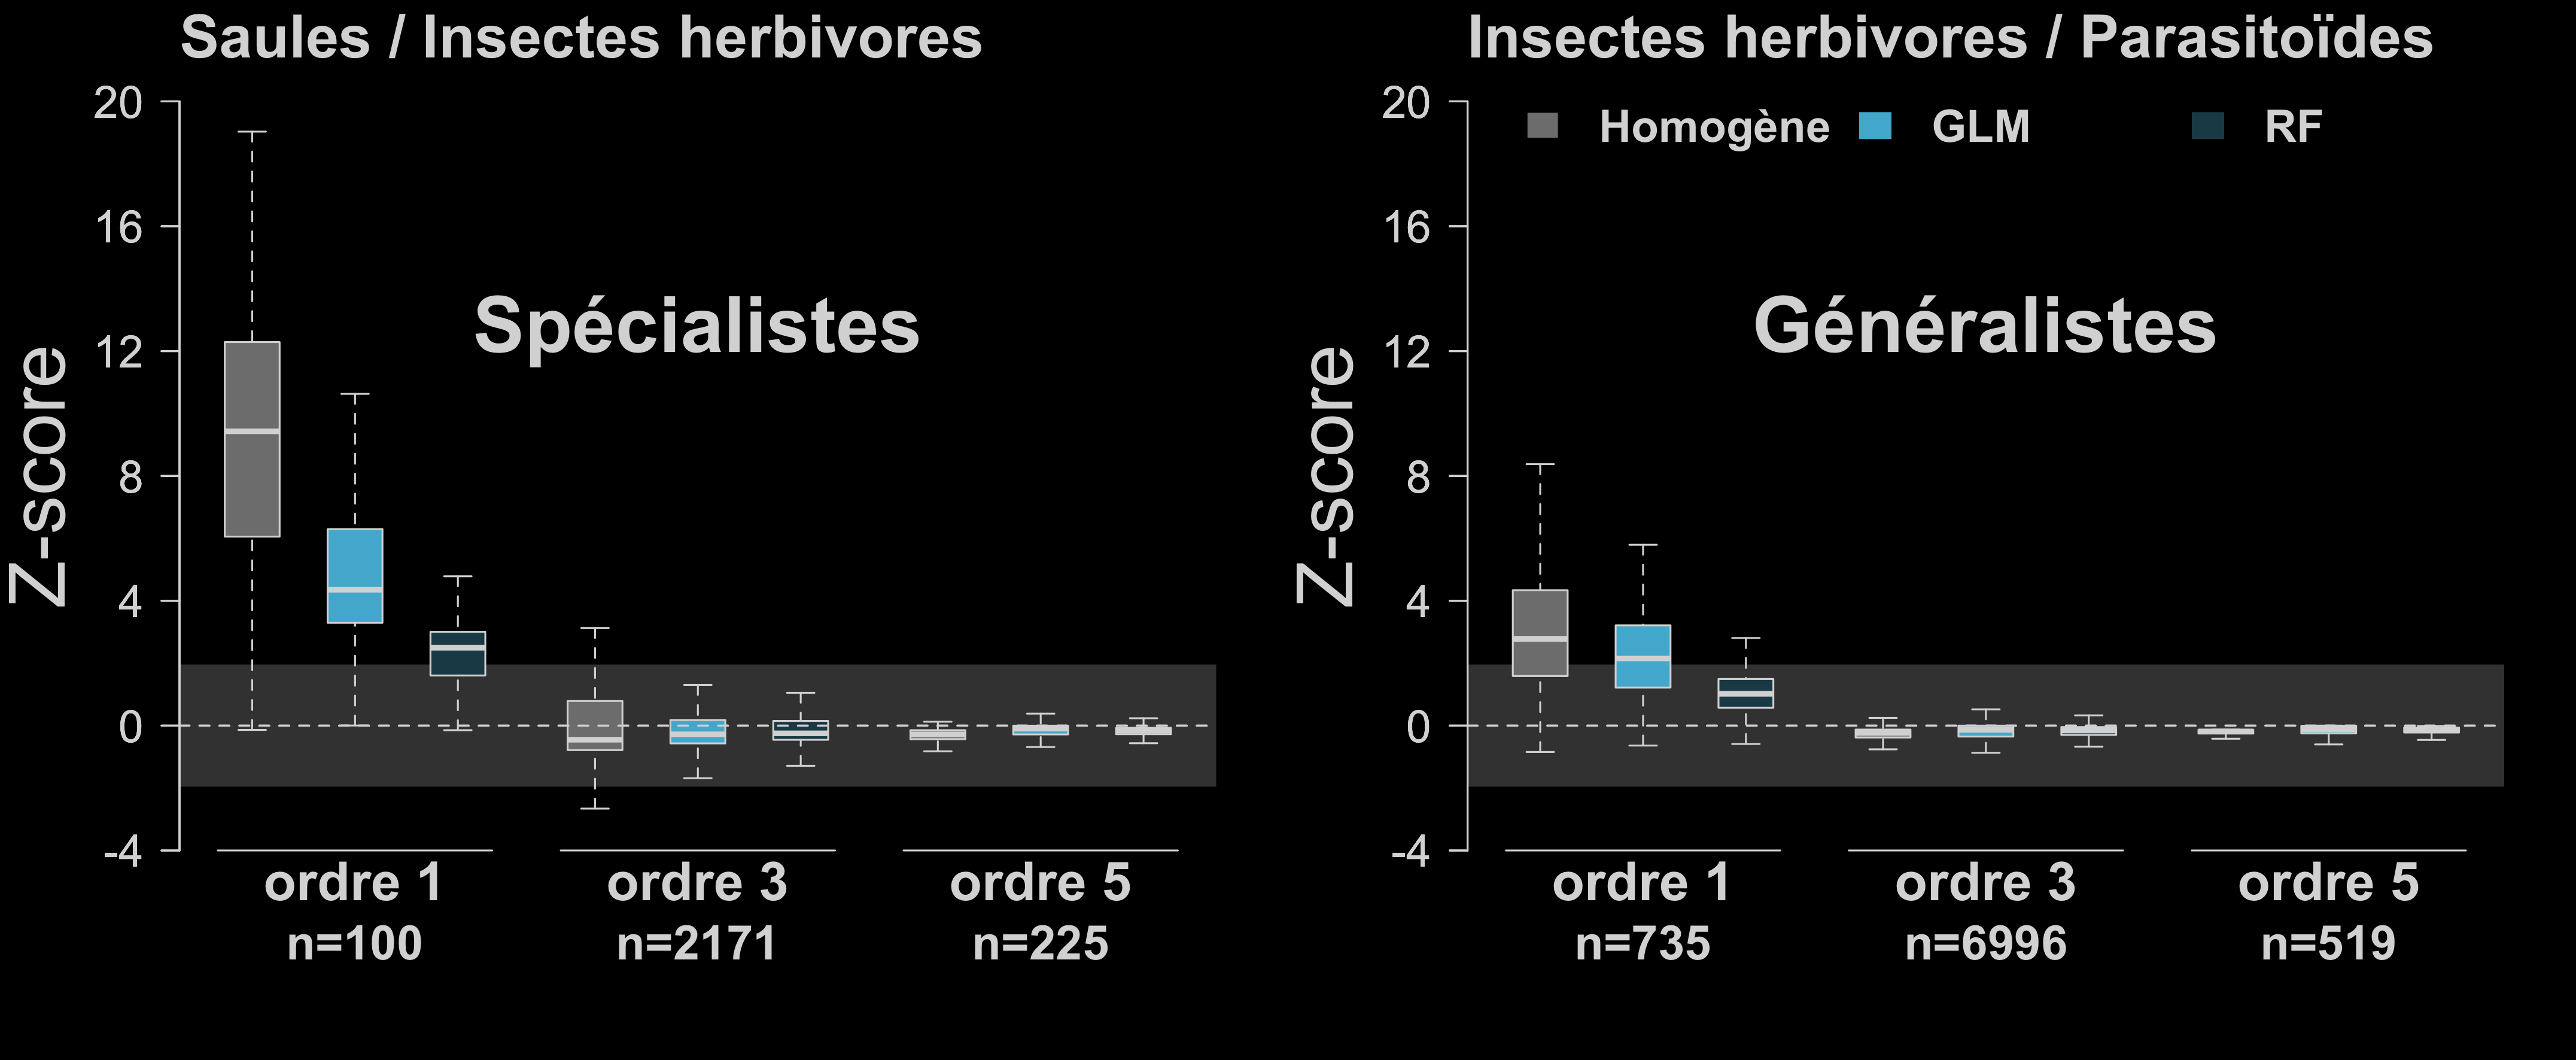 Saules / Insectes herbivores
Z-score
20
16
12
8
4
0
-4
Spécialistes
ordre 1
n=100
ordre 3
n=2171
ordre 5
n=225
Insectes herbivores / Parasitoïdes
Z-score
20
16
12
8
4
0
-4
Homogène
GLM
RF
Généralistes
ordre 1
n=735
ordre 3
n=6996
ordre 5
n=519